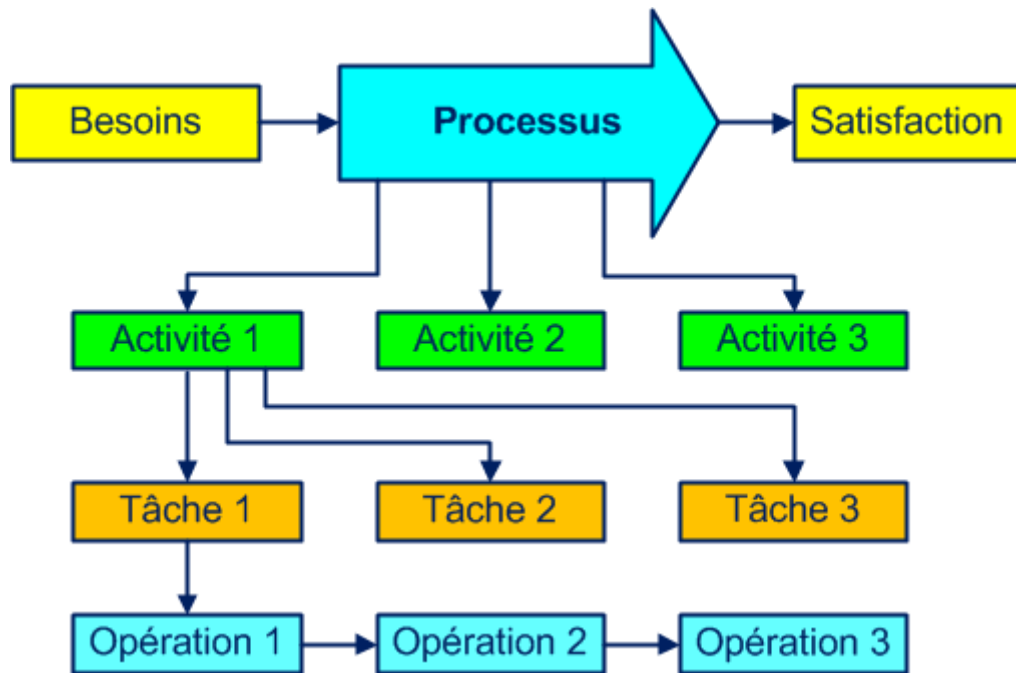 Besoins
Processus
Satisfaction
Activité 1
Activité 2
Activité 3
Tâche 1
Tâche 2
Tâche 3
Opération 1
Opération 2
Opération 3